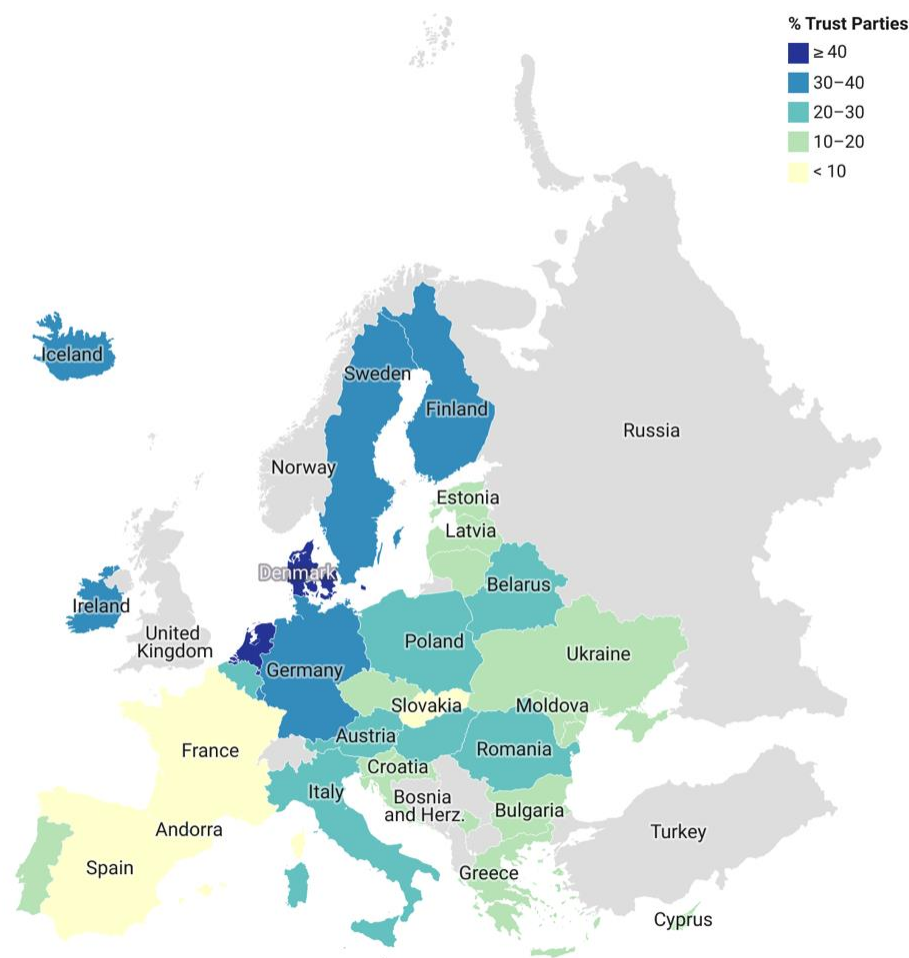 % Trust Parties
≥ 40
30–40
20–30
10–20
< 10
Iceland
Sweden
Finland
Russia
Norway
Estonia
Latvia
Denmark
Belarus
Ireland
United
Kingdom
Poland
Ukraine
Germany
Slovakia
Moldova
Austria
France
Romania
Croatia
Italy
Bosnia
and Herz.
Bulgaria
Andorra
Turkey
Spain
Greece
Cyprus